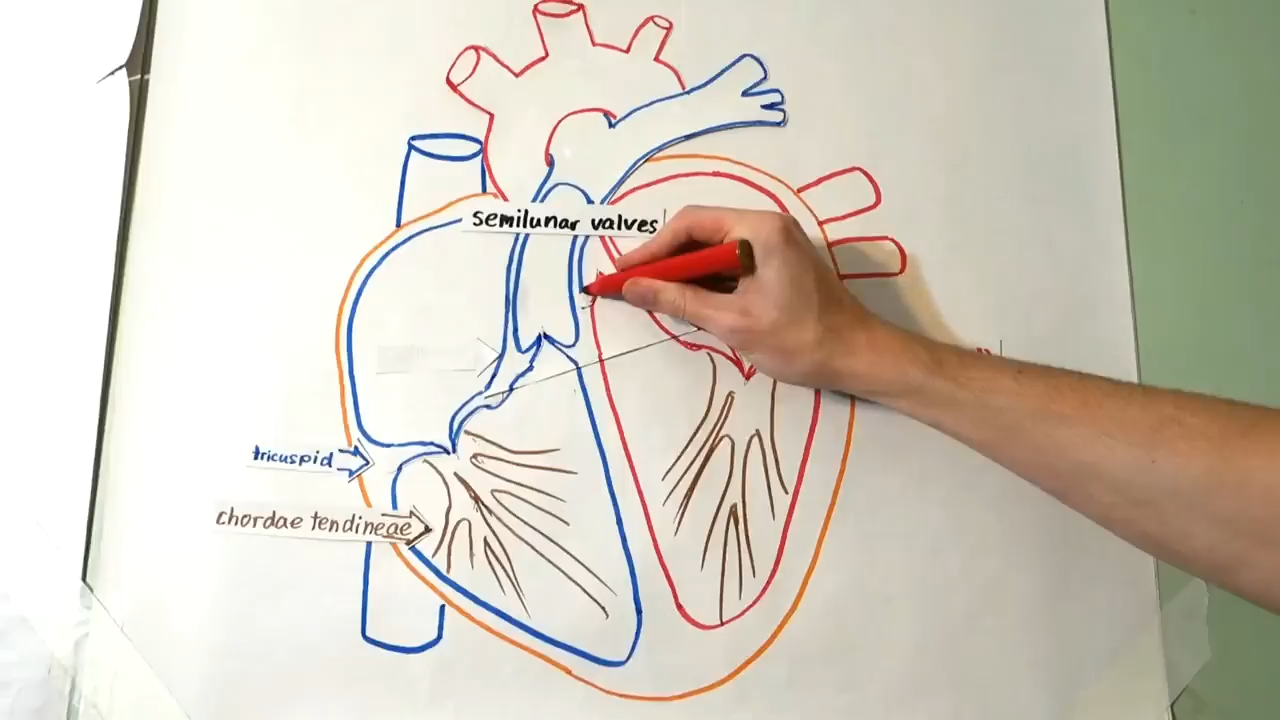 semilunar valves
tricuspid
chordae tendineae